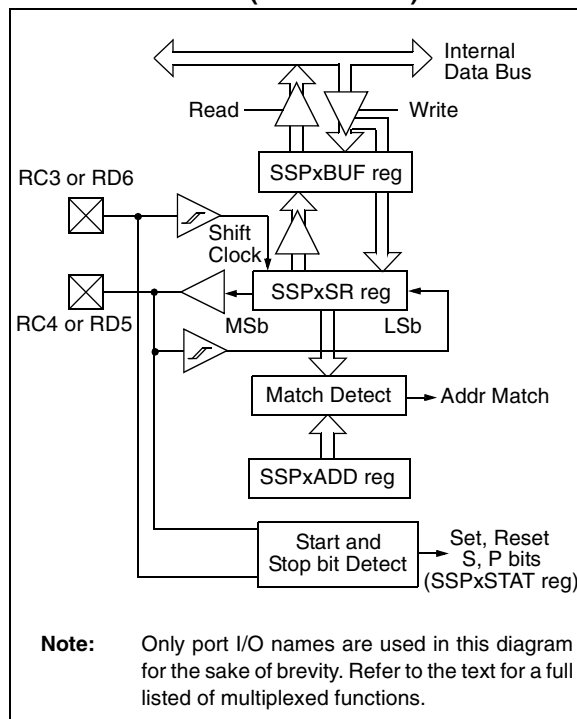 Internal
Data Bus
Read
Write
SSPxBUF reg
RC3 or RD6
Shift
Clock
SSPxSR reg
RC4 or RD5
MSb
LSb
Match Detect
Addr Match
SSPxADD reg
Start and
Stop bit Detect
Set, Reset
S, P bits
(SSPxSTAT reg)
Note: Only port I/O names are used in this diagram
for the sake of brevity. Refer to the text for a full
listed of multiplexed functions.